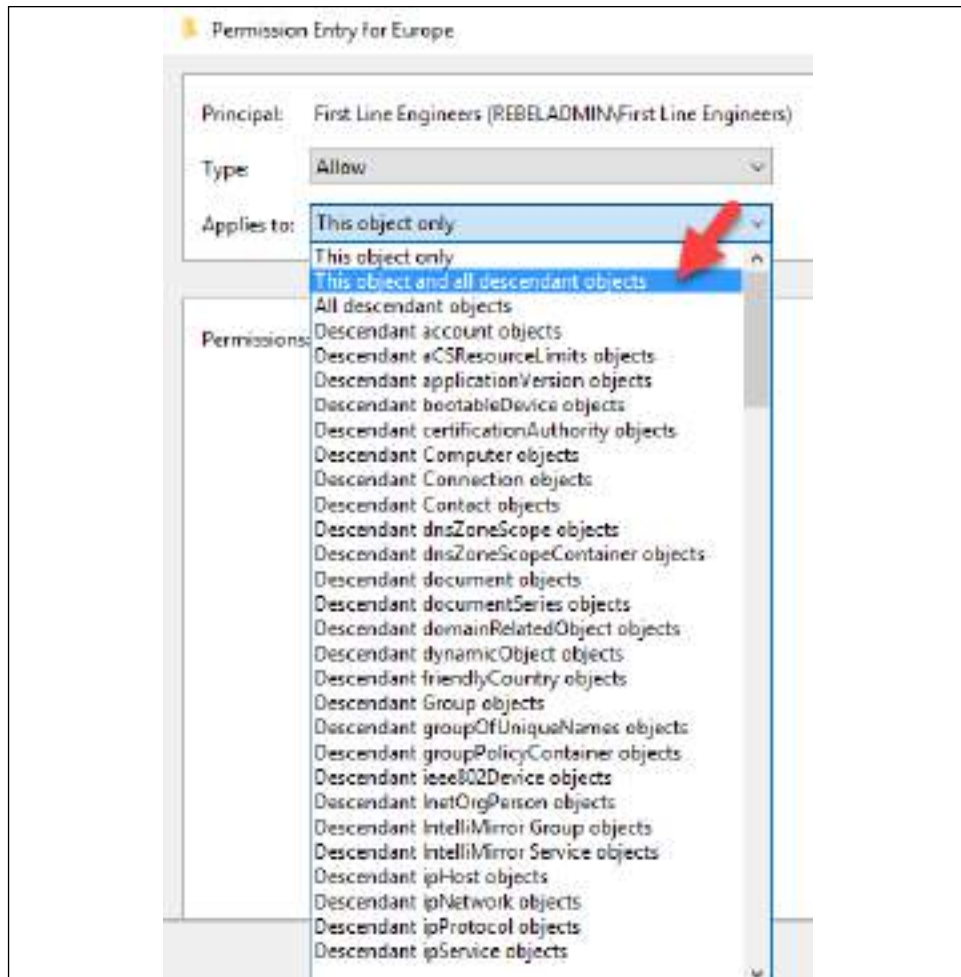 Permission Entry for Europe
Principal: First Line Engineers (REBELADMIN\First Line Engineers)
Type: Allow
Applies to: This object only
This object only
This object and all descendant objects
All descendant objects
Permissions:
Descendant account objects
Descendant aCSResourceLimits objects
Descendant applicationVersion objects
Descendant bootableDevice objects
Descendant certificationAuthority objects
Descendant Computer objects
Descendant Connection objects
Descendant Contact objects
Descendant dnsZoneScope objects
Descendant dnsZoneScopeContainer objects
Descendant document objects
Descendant documentSeries objects
Descendant domainRelatedObject objects
Descendant dynamicObject objects
Descendant friendlyCountry objects
Descendant Group objects
Descendant groupOfUniqueNames objects
Descendant groupPolicyContainer objects
Descendant ieee802Device objects
Descendant InetOrgPerson objects
Descendant IntelliMirror Group objects
Descendant IntelliMirror Service objects
Descendant ipHost objects
Descendant ipNetwork objects
Descendant ipProtocol objects
Descendant ipService objects